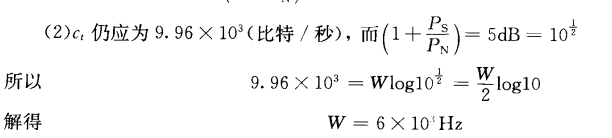 (2)cₜ 仍应为 9.96×10³(比特/秒), 而(1+P_S/P_N)=5dB=10^{1/2}
所以 9.96×10³=Wlog10^{1/2}=W/2 log10
解得 W=6×10³Hz